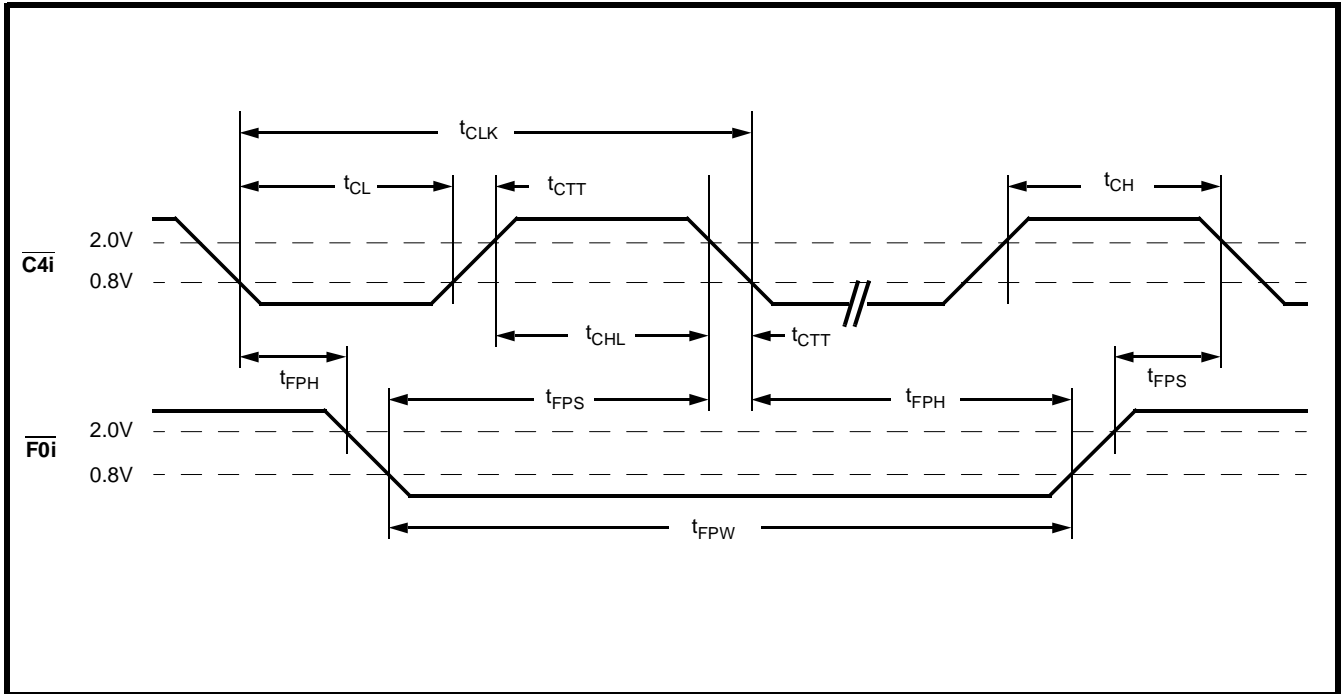 tCLK
tCL
tCTT
tCH
2.0V
C4i
0.8V
tCHL
tCTT
tFPH
tFPS
tFPS
tFPH
2.0V
F0i
0.8V
tFPW